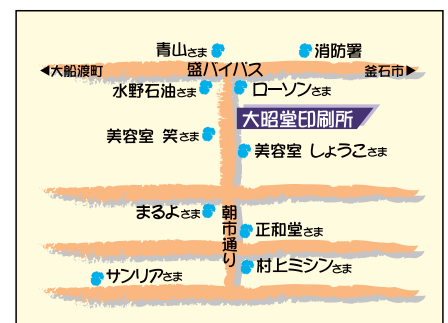 青山さま
消防署
◀大船渡町
盛バイパス
釜石市▶
水野石油さま
ローソンさま
大昭堂印刷所
美容室 笑さま
美容室 しょうこさま
まるよさま
朝市通り
正和堂さま
村上ミシンさま
サンリアさま